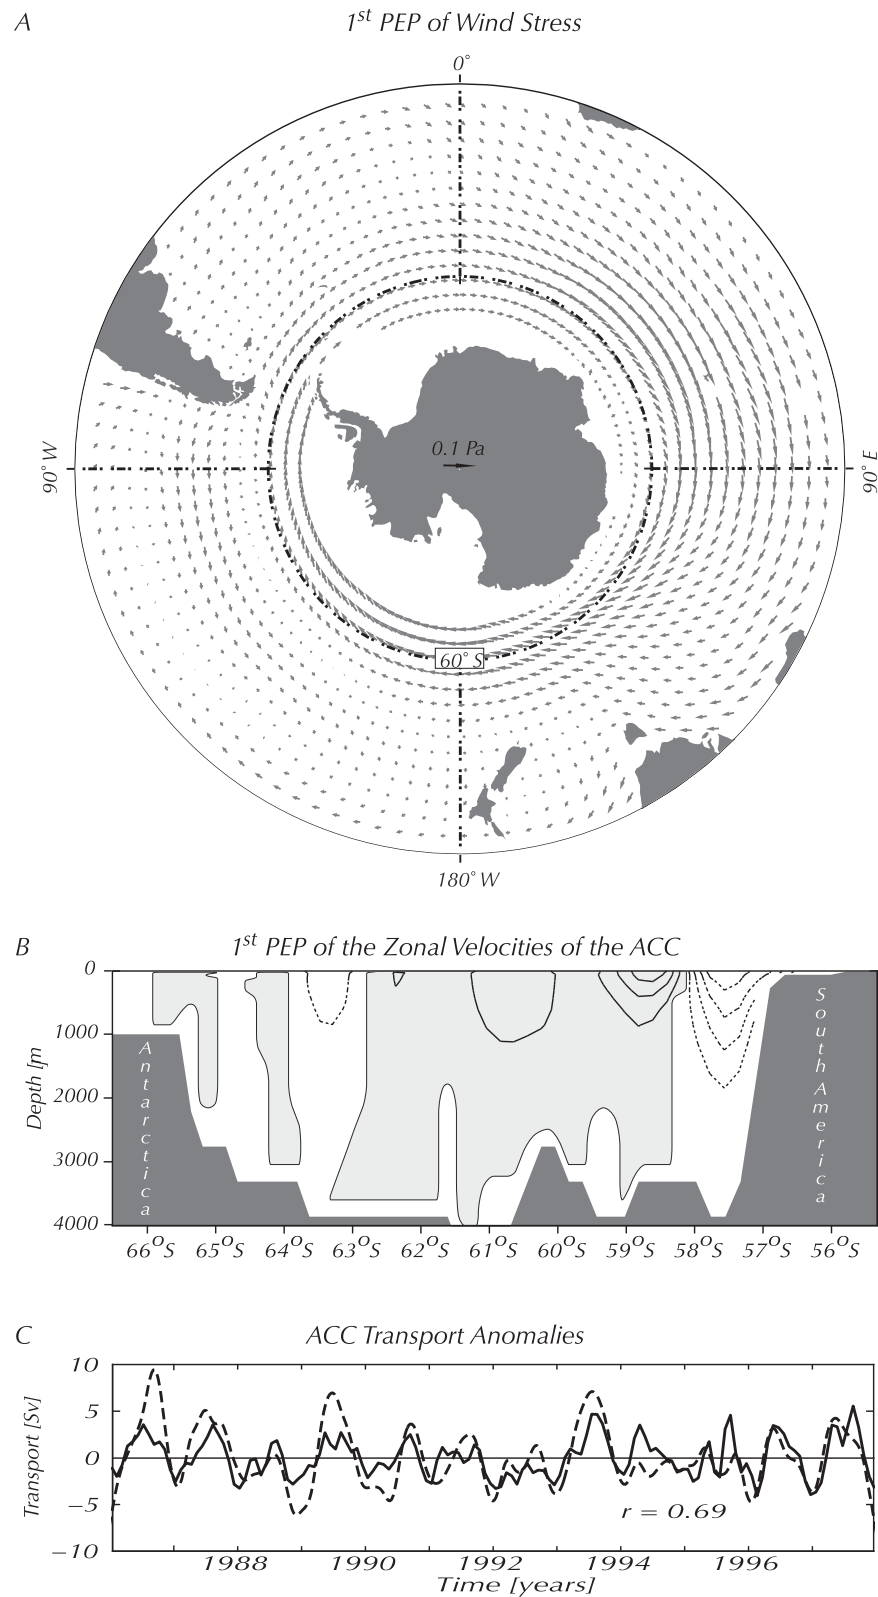 A
1st PEP of Wind Stress
0°
90° W
0.1 Pa
90° E
60° S
180° W
B
1st PEP of the Zonal Velocities of the ACC
0
1000
2000
3000
4000
Depth [m
Antarctica
South America
66°S 65°S 64°S 63°S 62°S 61°S 60°S 59°S 58°S 57°S 56°S
C
ACC Transport Anomalies
10
5
0
−5
−10
Transport [Sv]
r = 0.69
1988 1990 1992 1994 1996
Time [years]